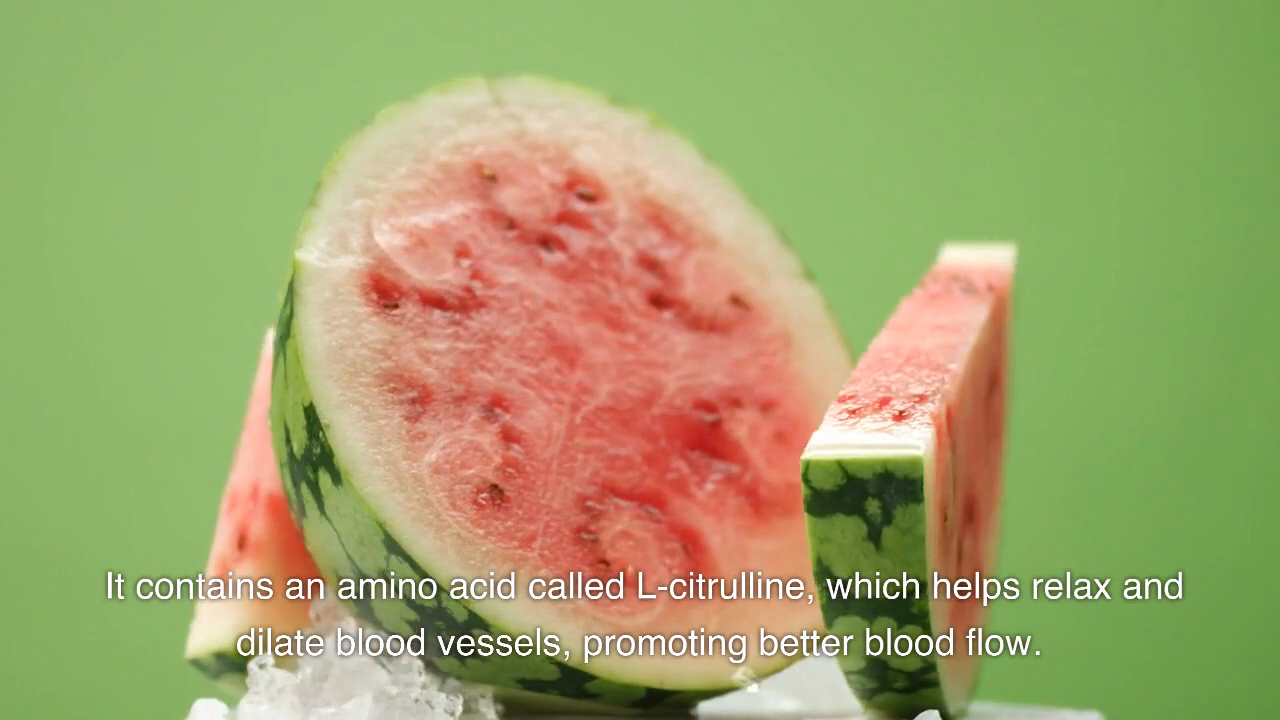 It contains an amino acid called L-citrulline, which helps relax and
dilate blood vessels, promoting better blood flow.